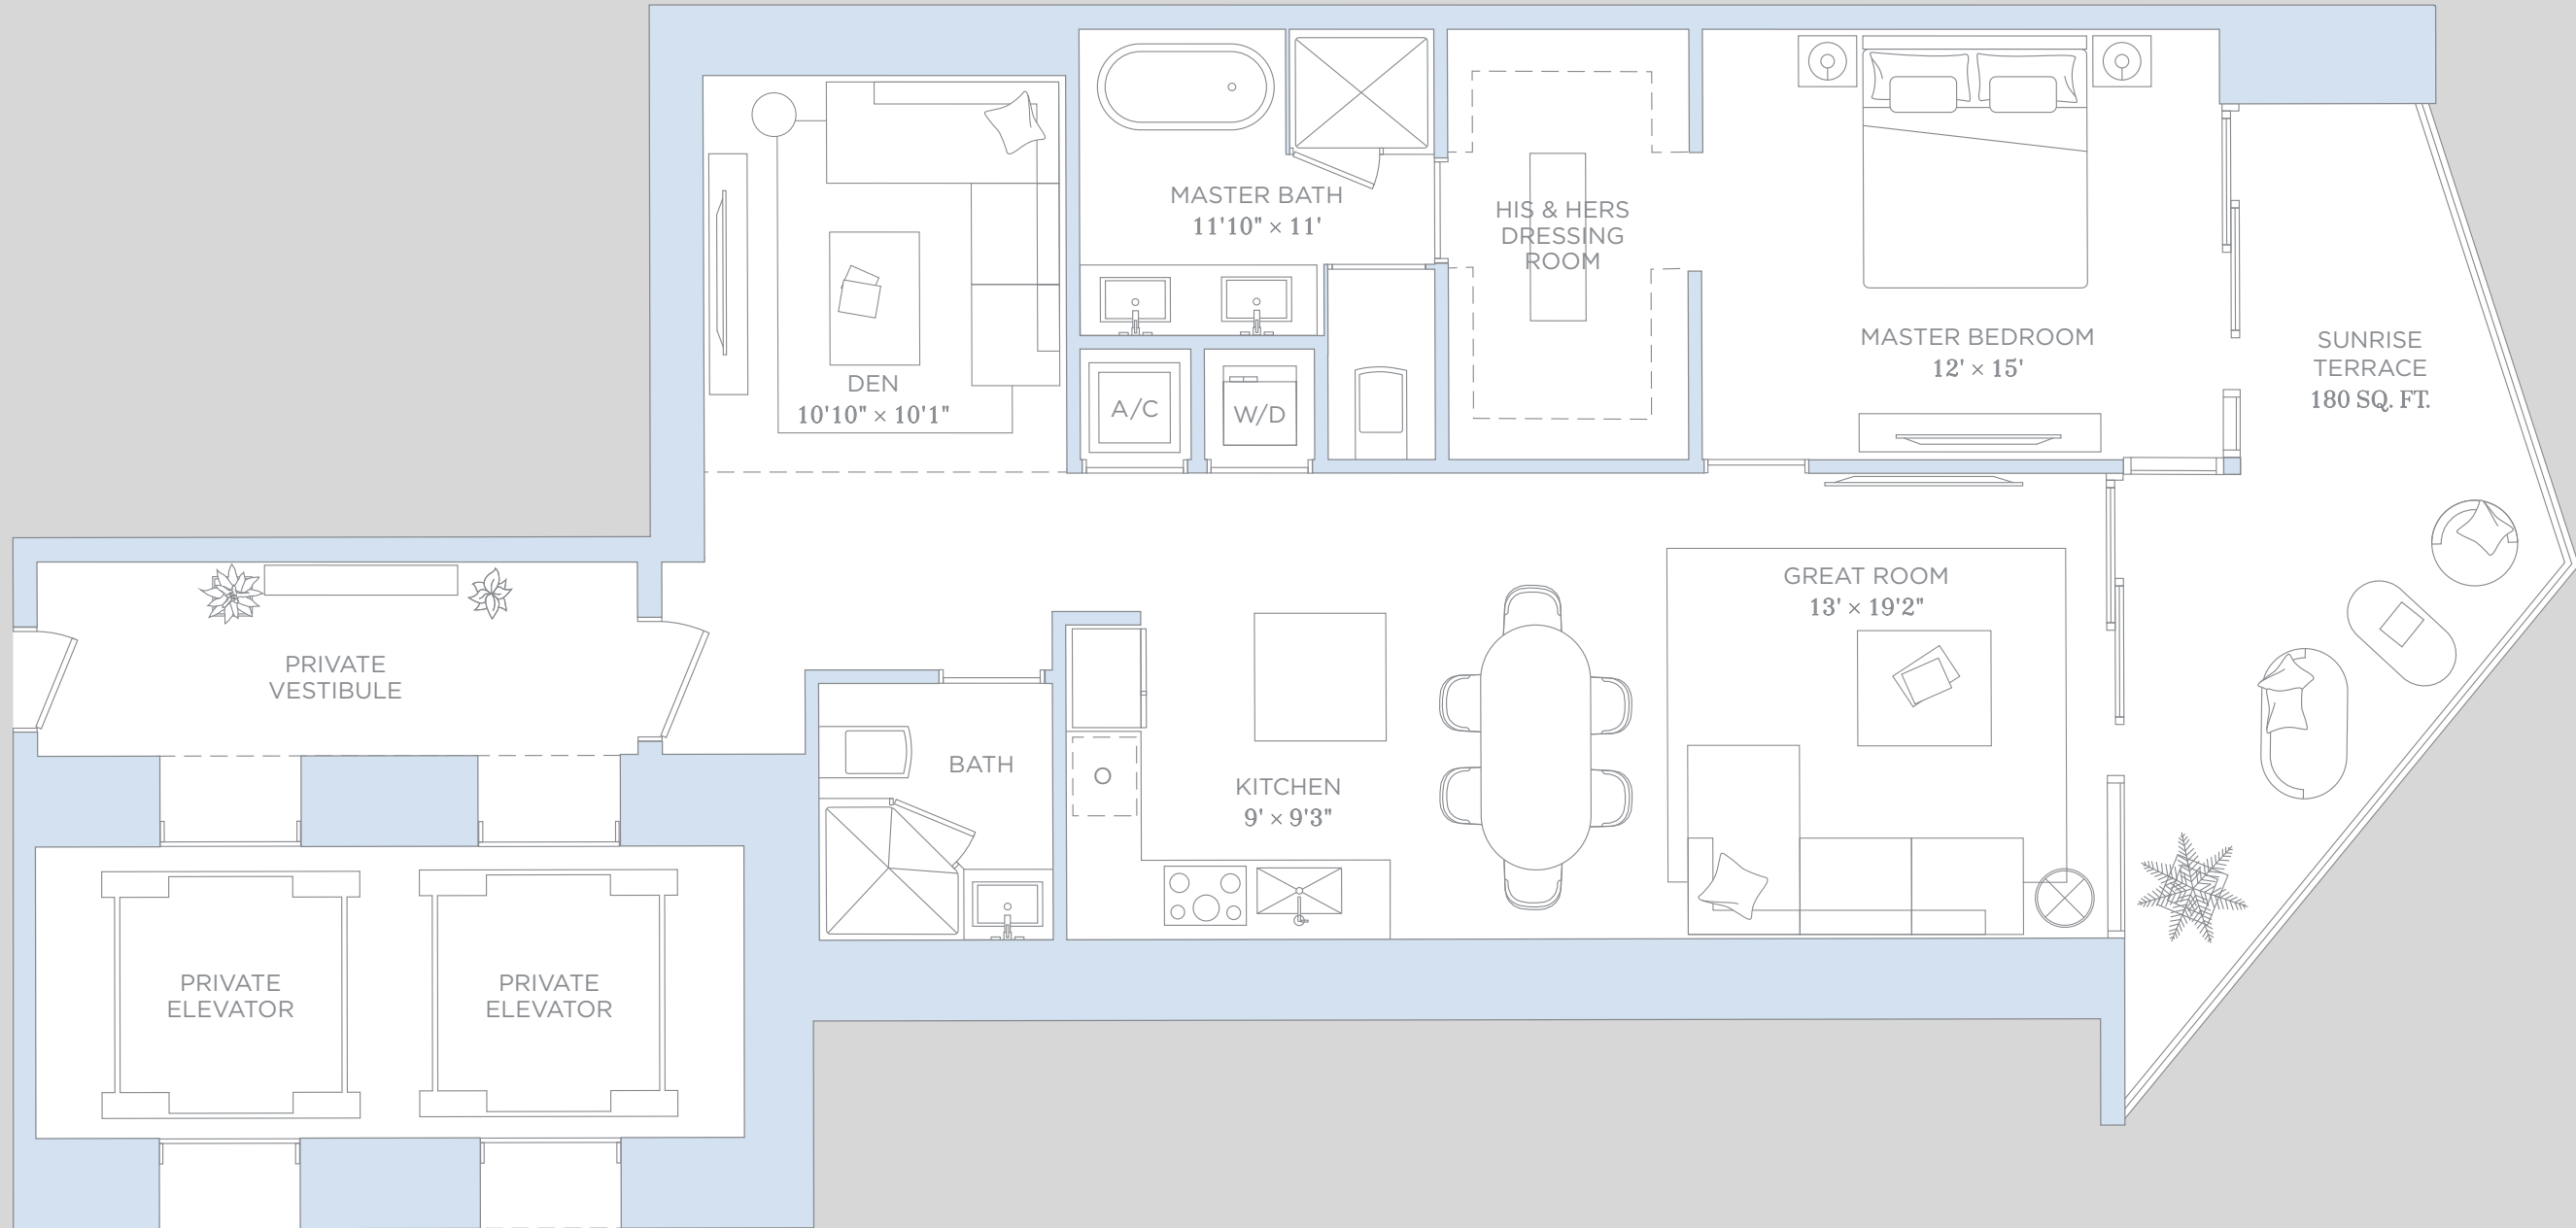 MASTER BATH
11'10" × 11'
HIS & HERS
DRESSING
ROOM
MASTER BEDROOM
12' × 15'
SUNRISE
TERRACE
180 SQ. FT.
DEN
10'10" × 10'1"
A/C
W/D
GREAT ROOM
13' × 19'2"
PRIVATE
VESTIBULE
BATH
KITCHEN
9' × 9'3"
PRIVATE
ELEVATOR
PRIVATE
ELEVATOR